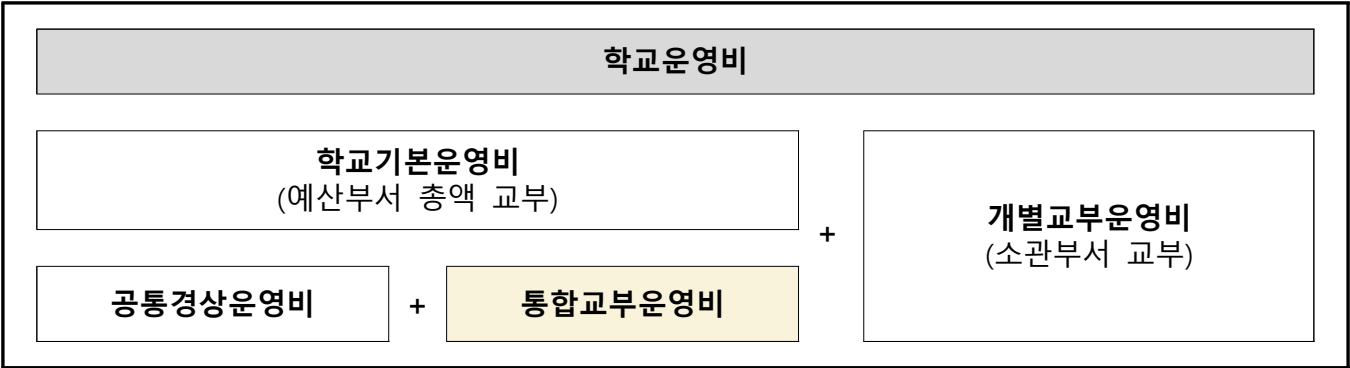 학교운영비
학교기본운영비
(예산부서 총액 교부)
+
개별교부운영비
(소관부서 교부)
공통경상운영비
+
통합교부운영비